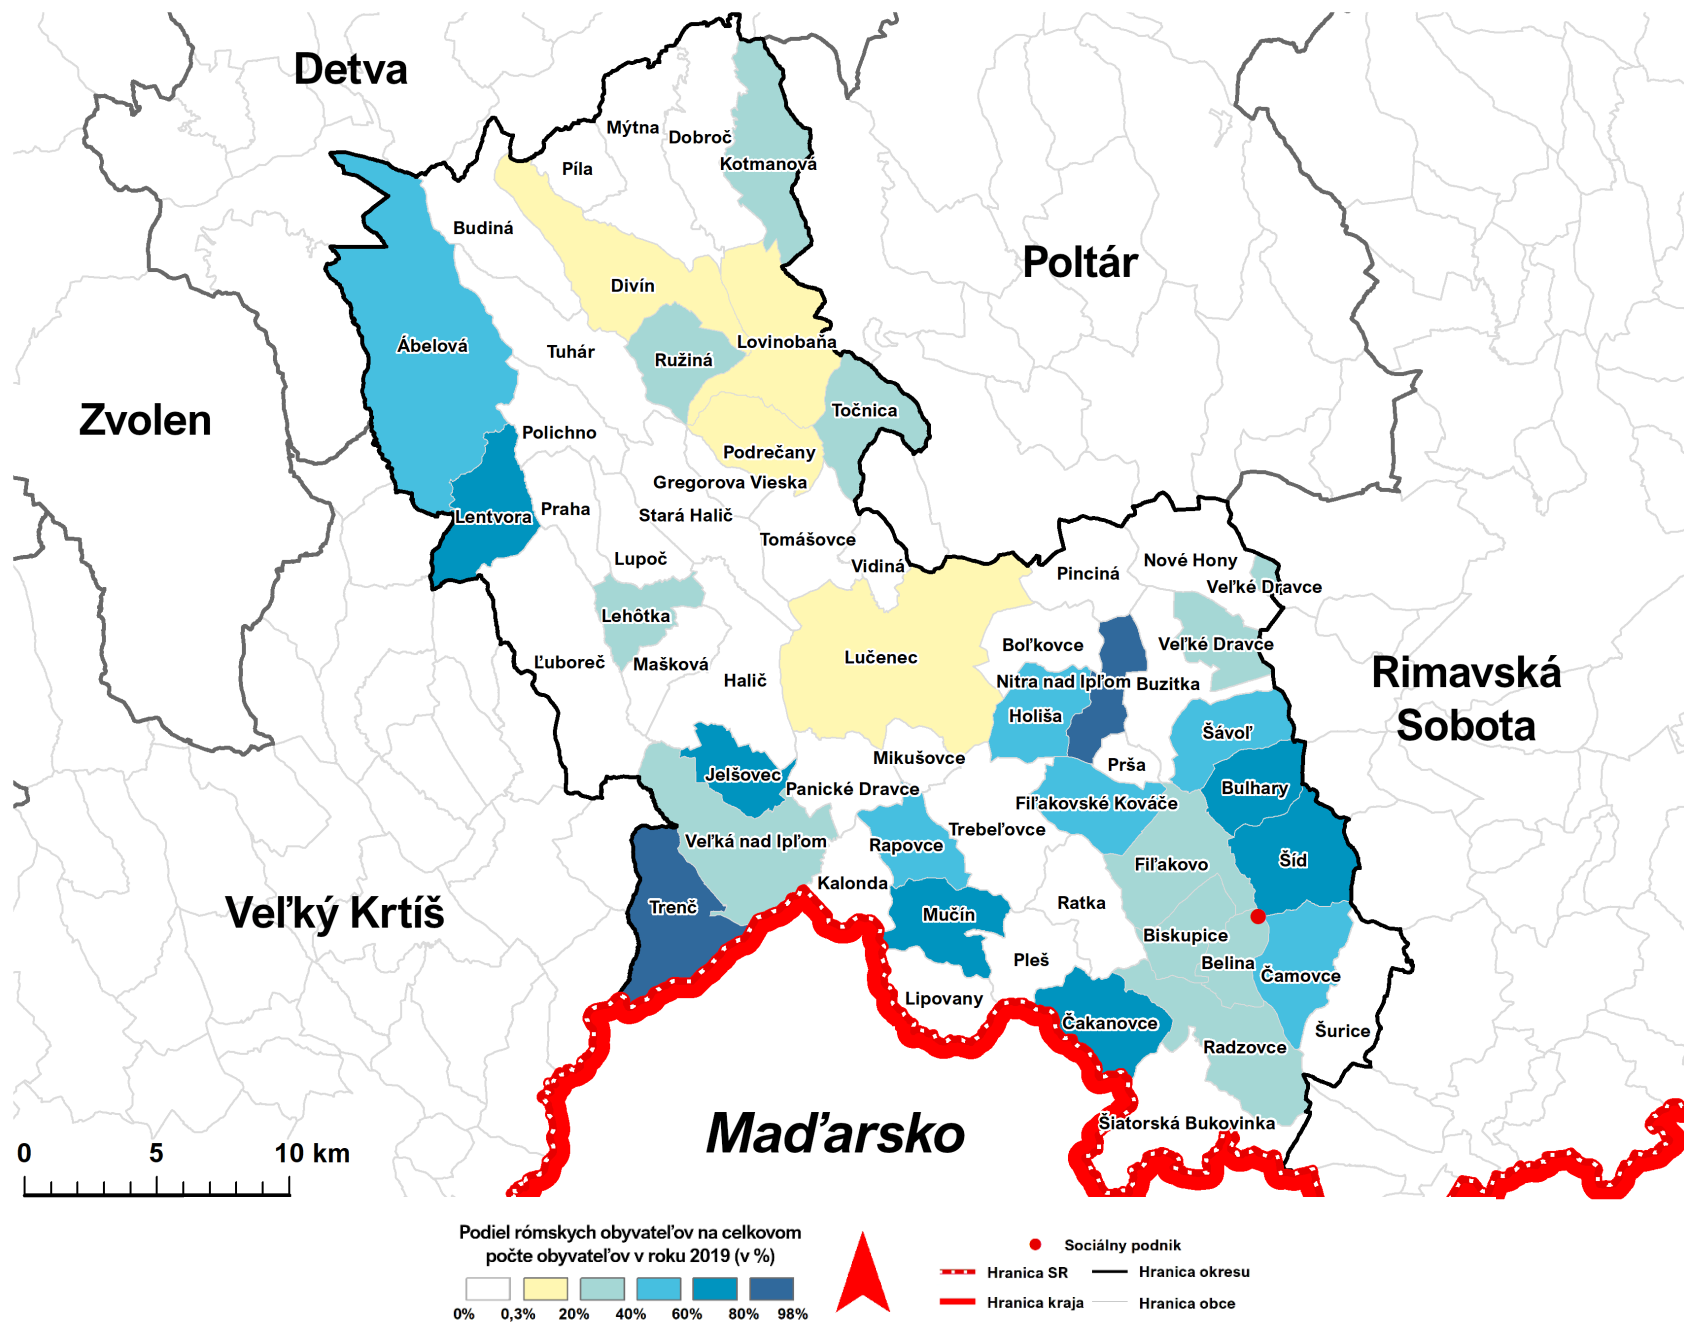 Detva
Mýtna
Dobroč
Píla
Kotmanová
Budiná
Poltár
Divín
Ábelová
Tuhár
Ružiná
Lovinobaňa
Zvolen
Točnica
Polichno
Podrečany
Gregorova Vieska
Lentvora
Praha
Stará Halič
Tomášovce
Lupoč
Vidiná
Pinciná
Nové Hony
Veľké Dravce
Lehôtka
Boľkovce
Veľké Dravce
Ľuboreč
Mašková
Lučenec
Halič
Nitra nad Ipľom
Buzitka
Rimavská
Sobota
Holiša
Šávoľ
Mikušovce
Prša
Jelšovec
Panické Dravce
Bulhary
Fiľakovské Kováče
Trebeľovce
Veľká nad Ipľom
Rapovce
Fiľakovo
Šíd
Kalonda
Veľký Krtíš
Trenč
Mučín
Ratka
Biskupice
Pleš
Belina
Čamovce
Lipovany
Čakanovce
Šurice
Radzovce
Maďarsko
Šiatorská Bukovinka
0 5 10 km
Podiel rómskych obyvateľov na celkovom
počte obyvateľov v roku 2019 (v %)
0% 0,3% 20% 40% 60% 80% 98%
Sociálny podnik
Hranica SR Hranica okresu
Hranica kraja Hranica obce